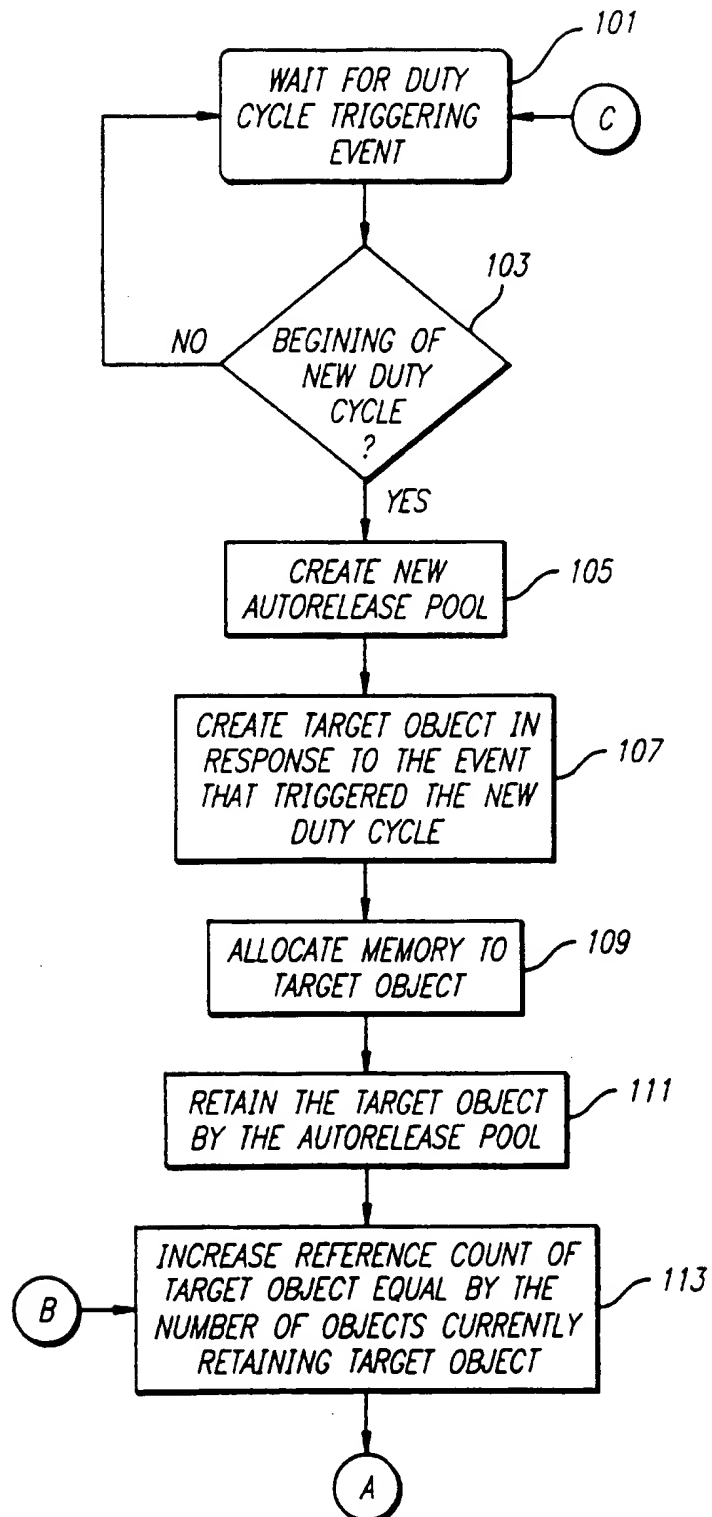 101
WAIT FOR DUTY
CYCLE TRIGGERING
EVENT
C
103
NO
BEGINING OF
NEW DUTY
CYCLE
?
YES
CREATE NEW
AUTORELEASE POOL
105
CREATE TARGET OBJECT IN
RESPONSE TO THE EVENT
THAT TRIGGERED THE NEW
DUTY CYCLE
107
ALLOCATE MEMORY TO
TARGET OBJECT
109
RETAIN THE TARGET OBJECT
BY THE AUTORELEASE POOL
111
INCREASE REFERENCE COUNT OF
TARGET OBJECT EQUAL BY THE
NUMBER OF OBJECTS CURRENTLY
RETAINING TARGET OBJECT
113
B
A